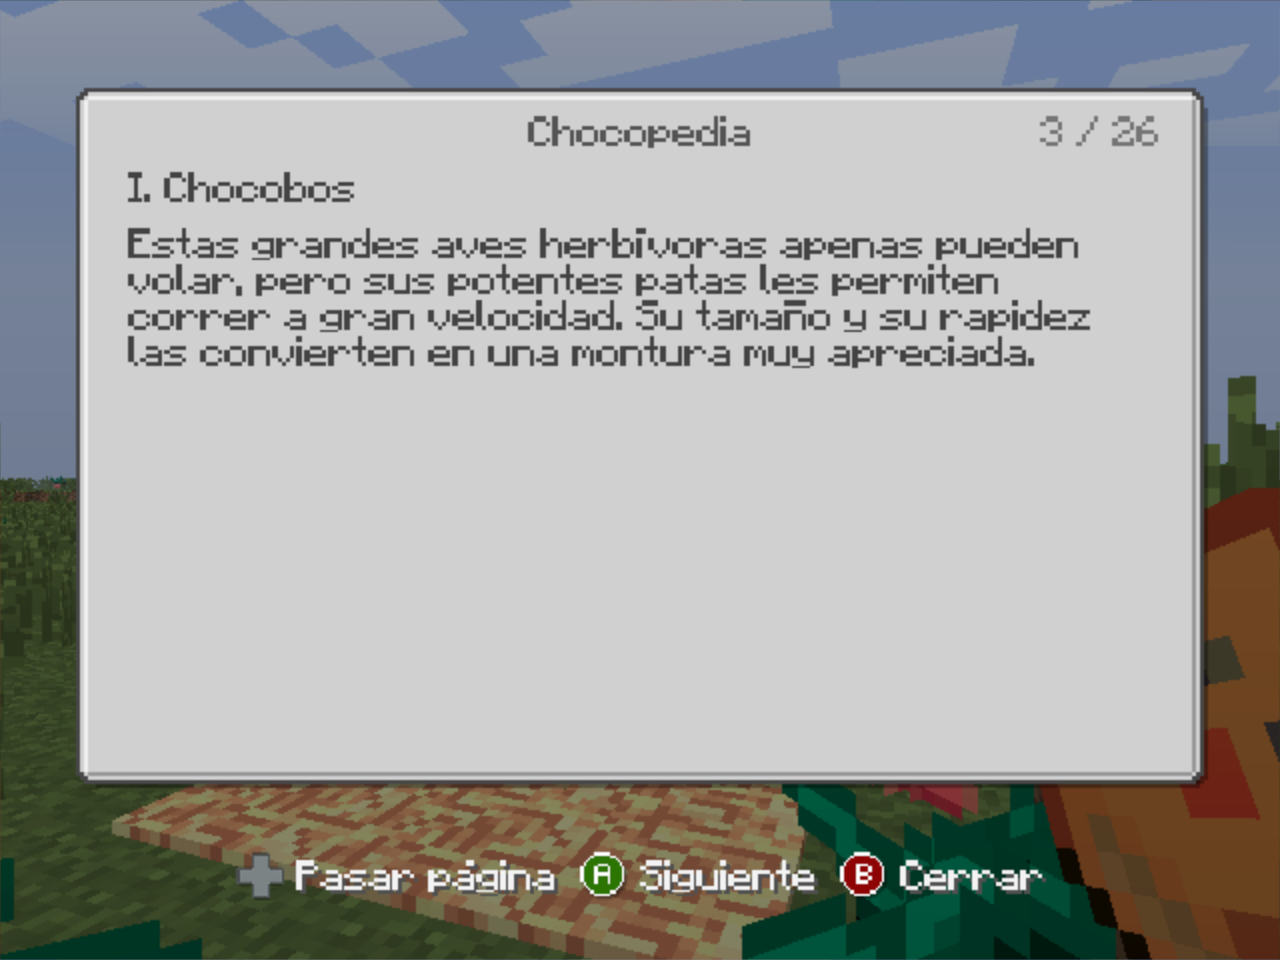 Chocopedia
3 / 26
I. Chocobos
Estas grandes aves herbívoras apenas pueden
volar, pero sus potentes patas les permiten
correr a gran velocidad. Su tamaño y su rapidez
las convierten en una montura muy apreciada.
Pasar página A Siguiente B Cerrar